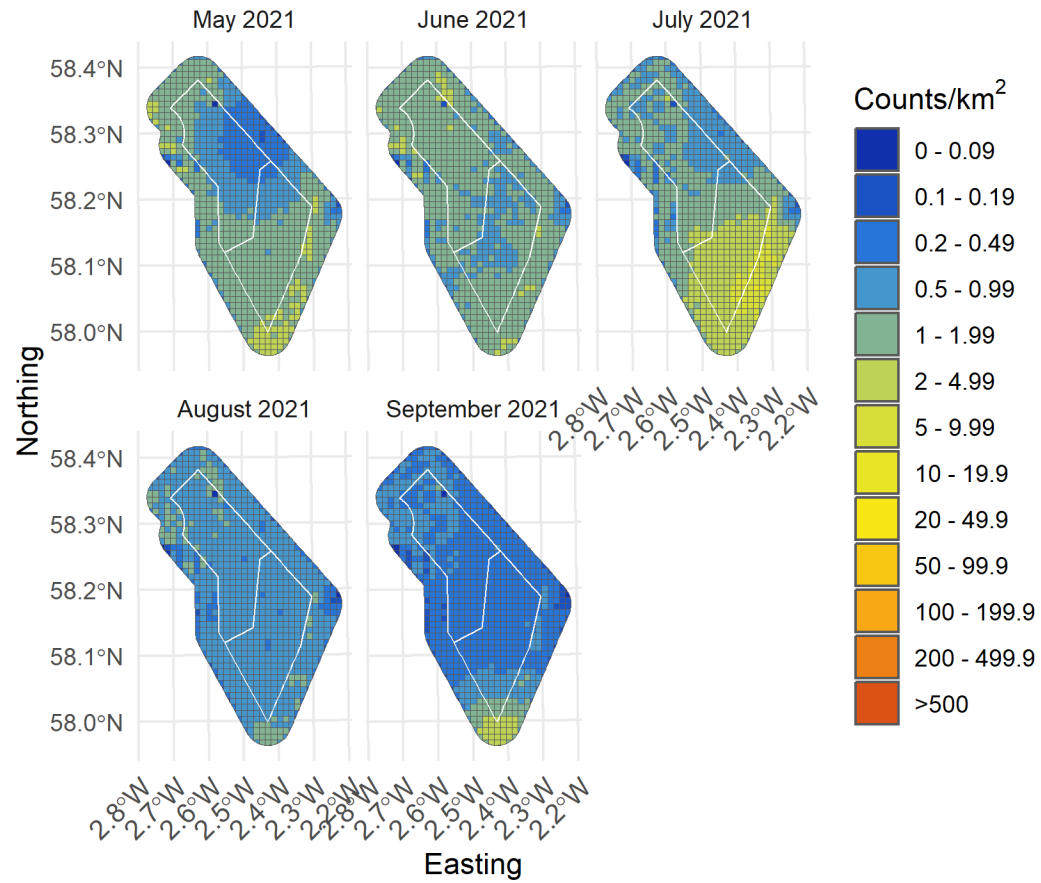 May 2021
June 2021
July 2021
58.4°N
58.3°N
58.2°N
58.1°N
58.0°N
2.8°W
2.7°W
2.6°W
2.5°W
2.4°W
2.3°W
2.2°W
August 2021
September 2021
58.4°N
58.3°N
58.2°N
58.1°N
58.0°N
2.8°W
2.7°W
2.6°W
2.5°W
2.4°W
2.3°W
2.2°W
2.8°W
2.7°W
2.6°W
2.5°W
2.4°W
2.3°W
2.2°W
Northing
Easting
Counts/km²
0 - 0.09
0.1 - 0.19
0.2 - 0.49
0.5 - 0.99
1 - 1.99
2 - 4.99
5 - 9.99
10 - 19.9
20 - 49.9
50 - 99.9
100 - 199.9
200 - 499.9
>500